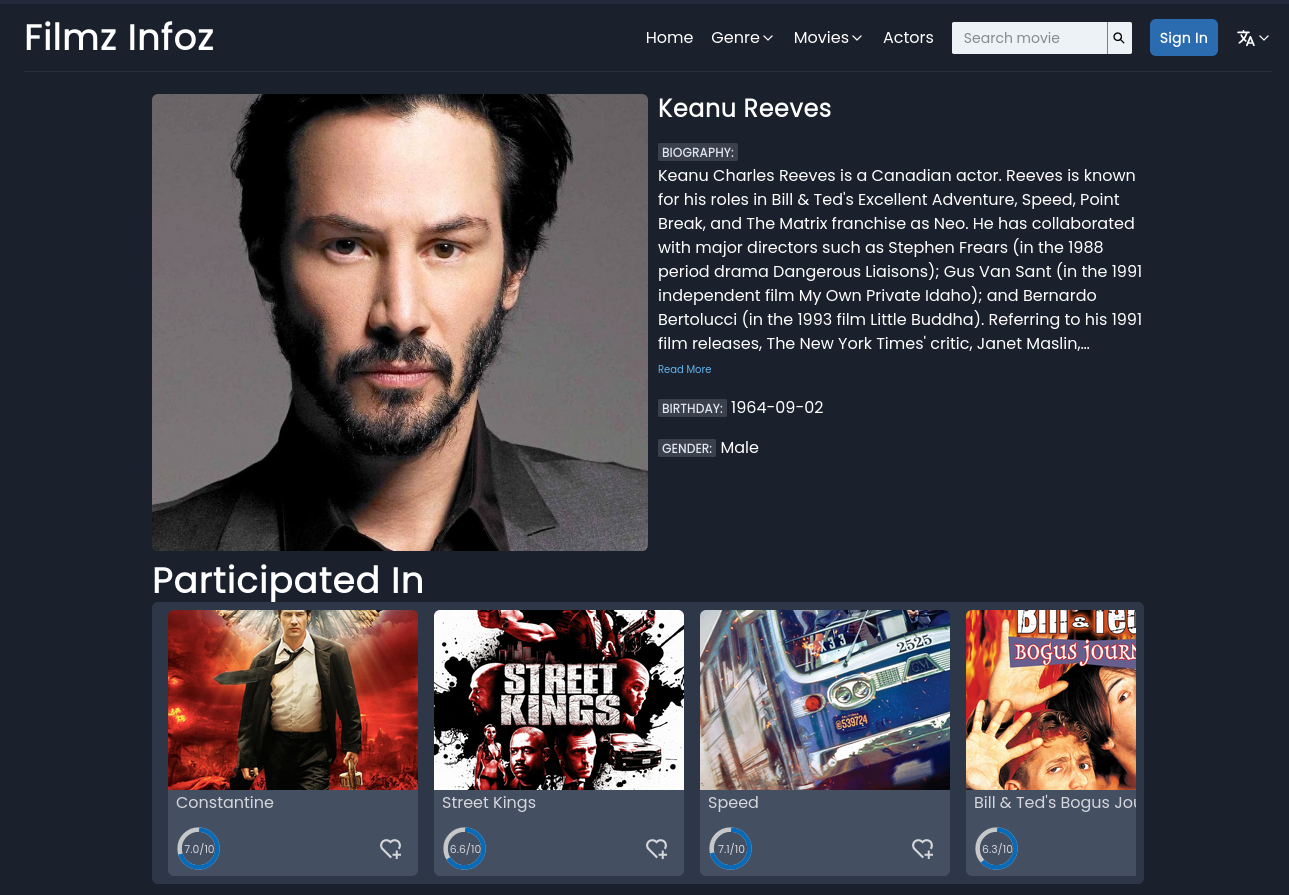 Filmz Infoz
Home Genre Movies Actors Search movie Sign In
Keanu Reeves
BIOGRAPHY:
Keanu Charles Reeves is a Canadian actor. Reeves is known
for his roles in Bill & Ted's Excellent Adventure, Speed, Point
Break, and The Matrix franchise as Neo. He has collaborated
with major directors such as Stephen Frears (in the 1988
period drama Dangerous Liaisons); Gus Van Sant (in the 1991
independent film My Own Private Idaho); and Bernardo
Bertolucci (in the 1993 film Little Buddha). Referring to his 1991
film releases, The New York Times' critic, Janet Maslin,...
Read More
BIRTHDAY: 1964-09-02
GENDER: Male
Participated In
STREET
KINGS
2525
539724
Bill & Ted
BOGUS JOURN
Constantine
Street Kings
Speed
Bill & Ted's Bogus Jou
7.0/10
6.6/10
7.1/10
6.3/10